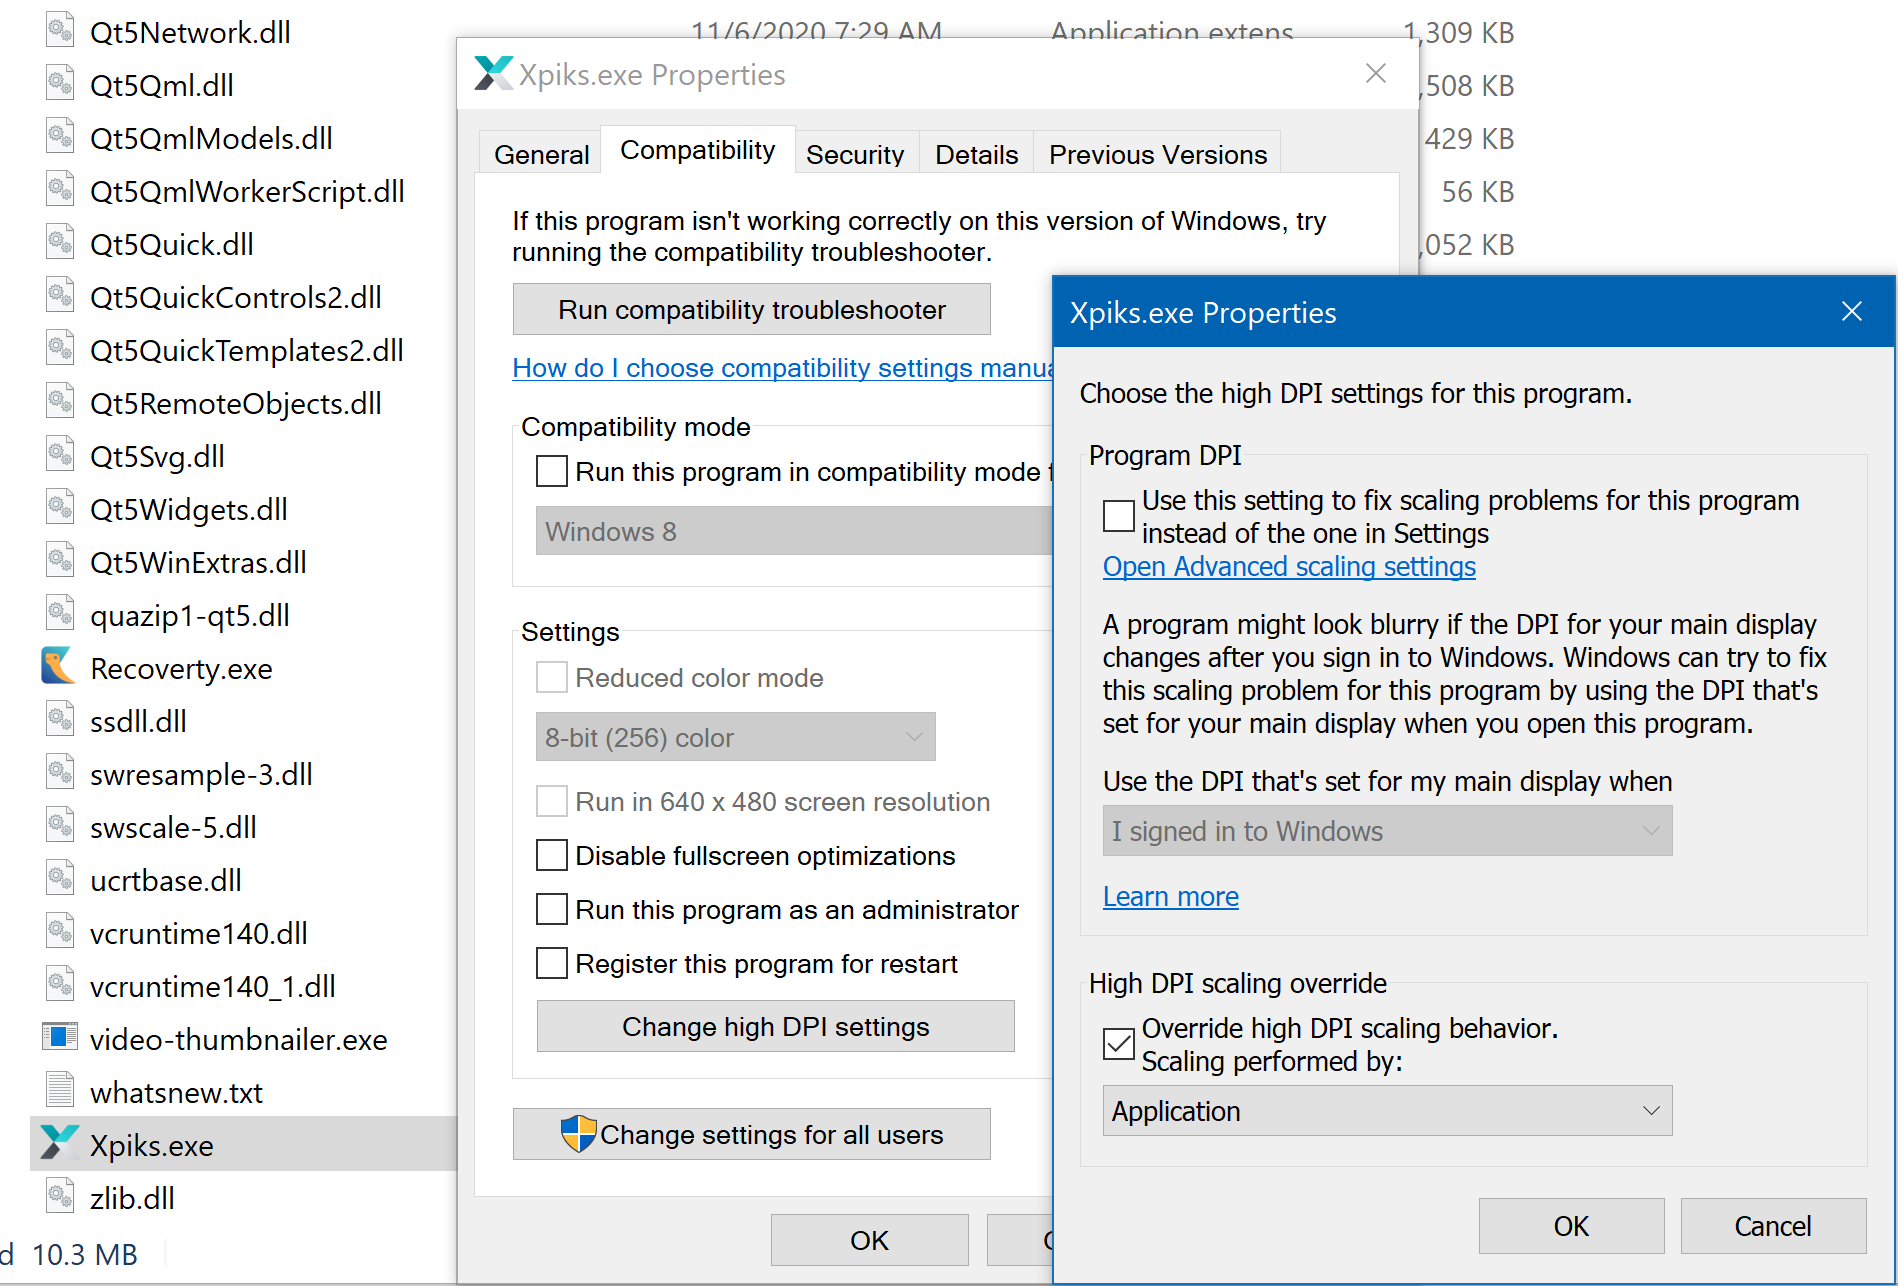 Qt5Network.dll 11/6/2020 7:29 AM Application extens 1,309 KB
Qt5Qml.dll ,508 KB
Qt5QmlModels.dll 429 KB
Qt5QmlWorkerScript.dll 56 KB
Qt5Quick.dll ,052 KB
Qt5QuickControls2.dll
Qt5QuickTemplates2.dll
Qt5RemoteObjects.dll
Qt5Svg.dll
Qt5Widgets.dll
Qt5WinExtras.dll
quazip1-qt5.dll
Recoverty.exe
ssdll.dll
swresample-3.dll
swscale-5.dll
ucrtbase.dll
vcruntime140.dll
vcruntime140_1.dll
video-thumbnailer.exe
whatsnew.txt
Xpiks.exe
zlib.dll
d 10.3 MB
Xpiks.exe Properties
General Compatibility Security Details Previous Versions
If this program isn't working correctly on this version of Windows, try
running the compatibility troubleshooter.
Run compatibility troubleshooter
How do I choose compatibility settings manua
Compatibility mode
Run this program in compatibility mode f
Windows 8
Settings
Reduced color mode
8-bit (256) color
Run in 640 x 480 screen resolution
Disable fullscreen optimizations
Run this program as an administrator
Register this program for restart
Change high DPI settings
Change settings for all users
OK
Xpiks.exe Properties
Choose the high DPI settings for this program.
Program DPI
Use this setting to fix scaling problems for this program
instead of the one in Settings
Open Advanced scaling settings
A program might look blurry if the DPI for your main display
changes after you sign in to Windows. Windows can try to fix
this scaling problem for this program by using the DPI that's
set for your main display when you open this program.
Use the DPI that's set for my main display when
I signed in to Windows
Learn more
High DPI scaling override
Override high DPI scaling behavior.
Scaling performed by:
Application
OK Cancel